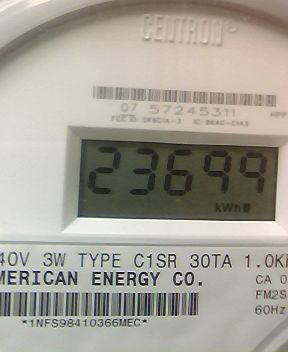 CENTRON®
07 57245311
23699
kWh
40V 3W TYPE C1SR 30TA 1.0K
MERICAN ENERGY CO.
CA 0
FM2S
60Hz
*1NFS98410366MEC*